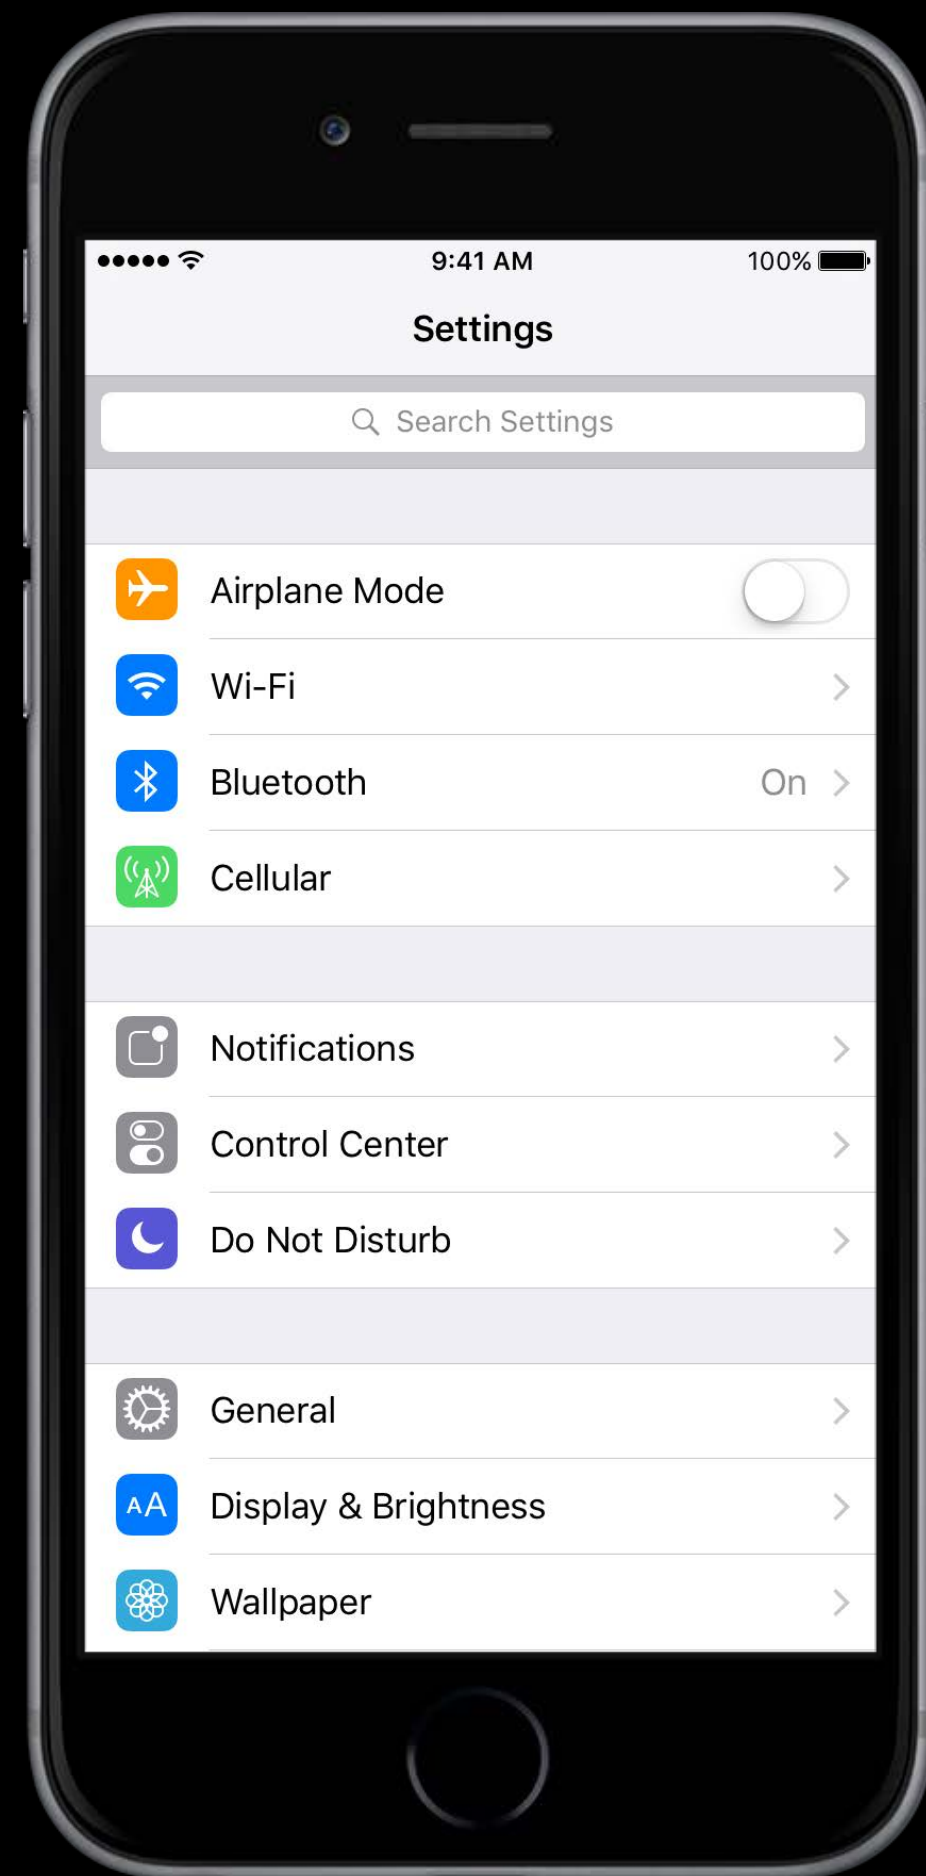 9:41 AM 100%
Settings
Search Settings
Airplane Mode
Wi-Fi
Bluetooth On
Cellular
Notifications
Control Center
Do Not Disturb
General
AA Display & Brightness
Wallpaper